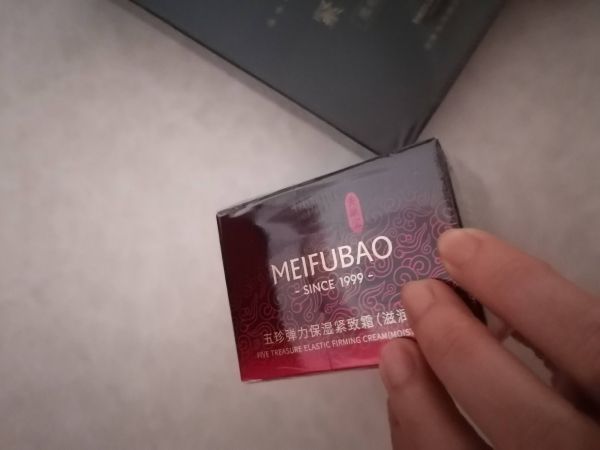 MEIFUBAO
- SINCE 1999 -
五珍弹力保湿紧致霜(滋润
FIVE TREASURE ELASTIC FIRMING CREAM(MOIS